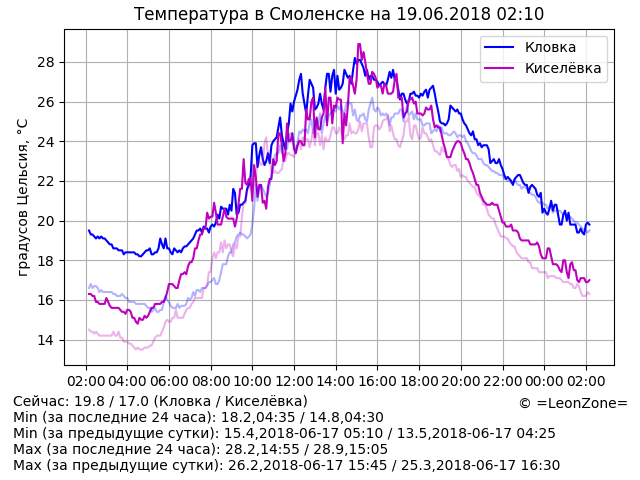 Температура в Смоленске на 19.06.2018 02:10
Кловка
Киселёвка
градусов Цельсия, °C
28
26
24
22
20
18
16
14
02:00 04:00 06:00 08:00 10:00 12:00 14:00 16:00 18:00 20:00 22:00 00:00 02:00
Сейчас: 19.8 / 17.0 (Кловка / Киселёвка)
© =LeonZone=
Min (за последние 24 часа): 18.2,04:35 / 14.8,04:30
Min (за предыдущие сутки): 15.4,2018-06-17 05:10 / 13.5,2018-06-17 04:25
Max (за последние 24 часа): 28.2,14:55 / 28.9,15:05
Max (за предыдущие сутки): 26.2,2018-06-17 15:45 / 25.3,2018-06-17 16:30